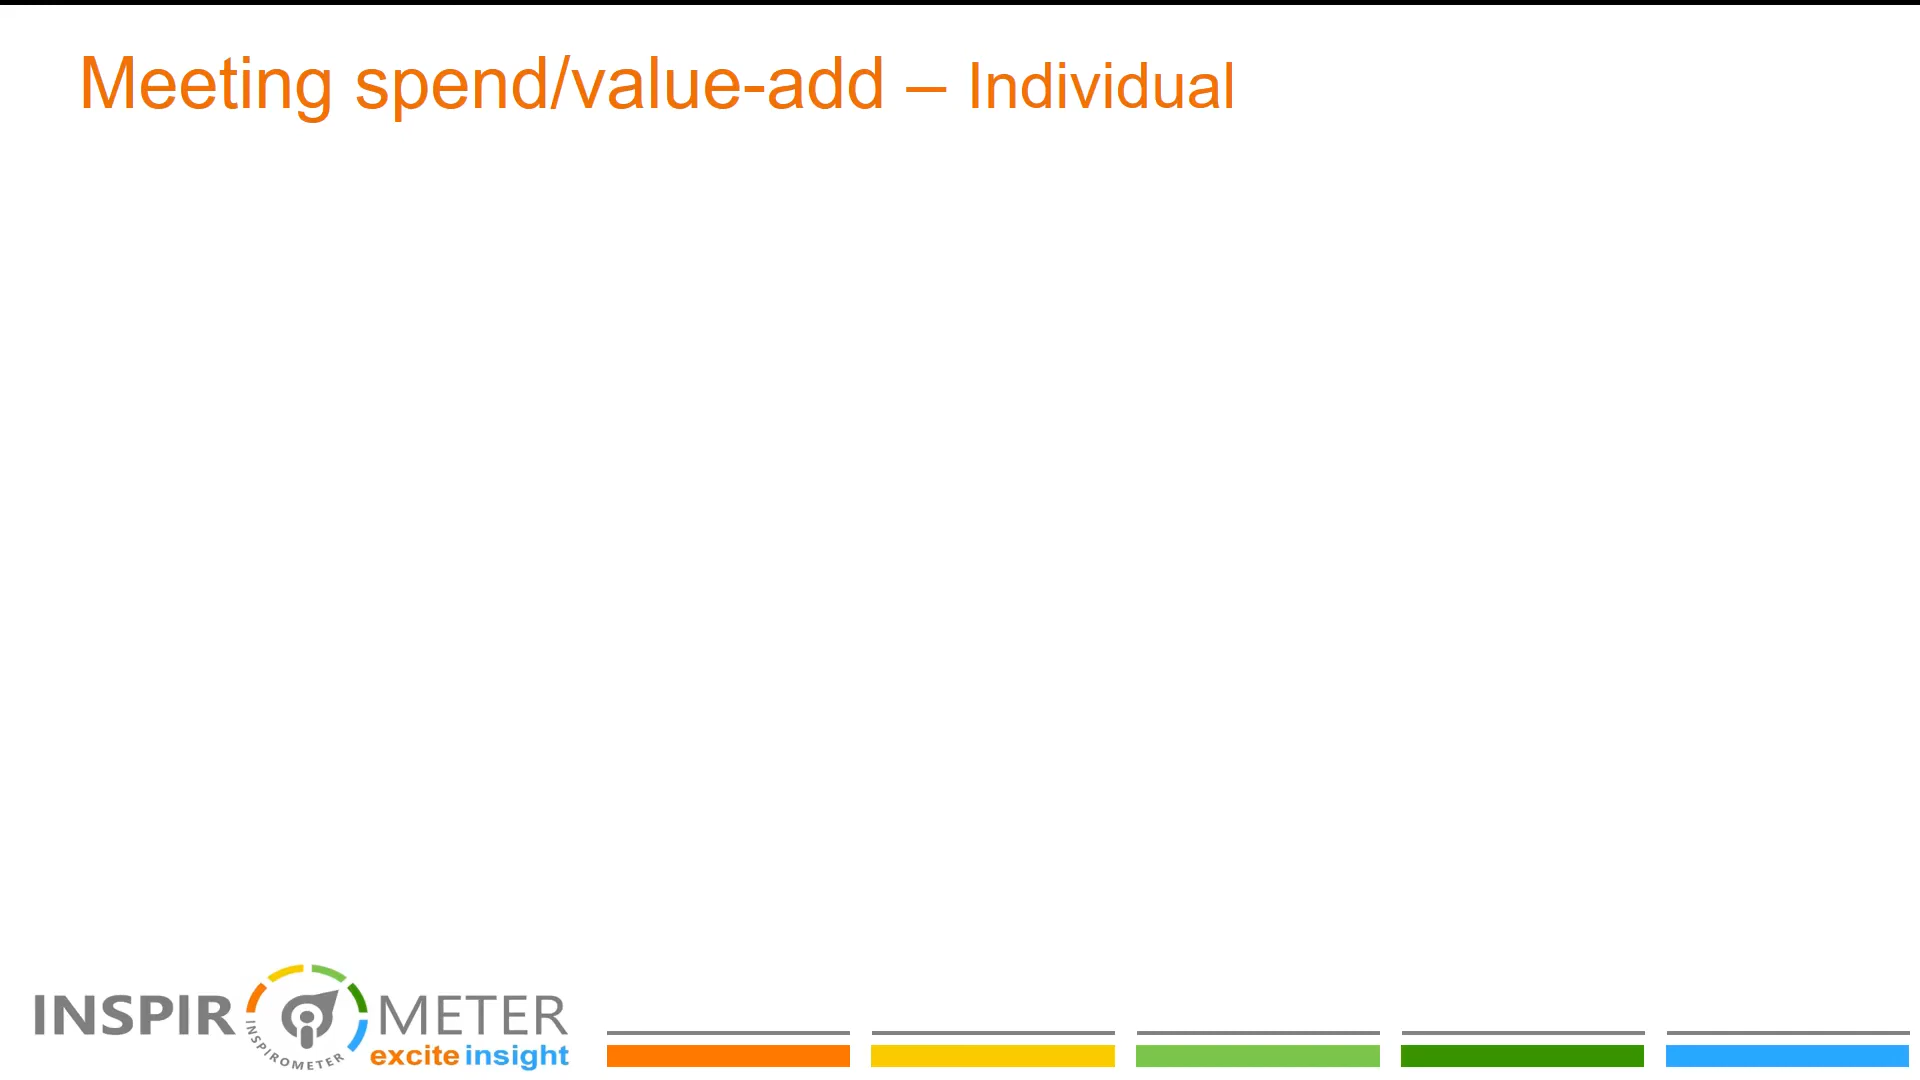 Meeting spend/value-add – Individual
INSPIR METER
INSPIROMETER
excite insight